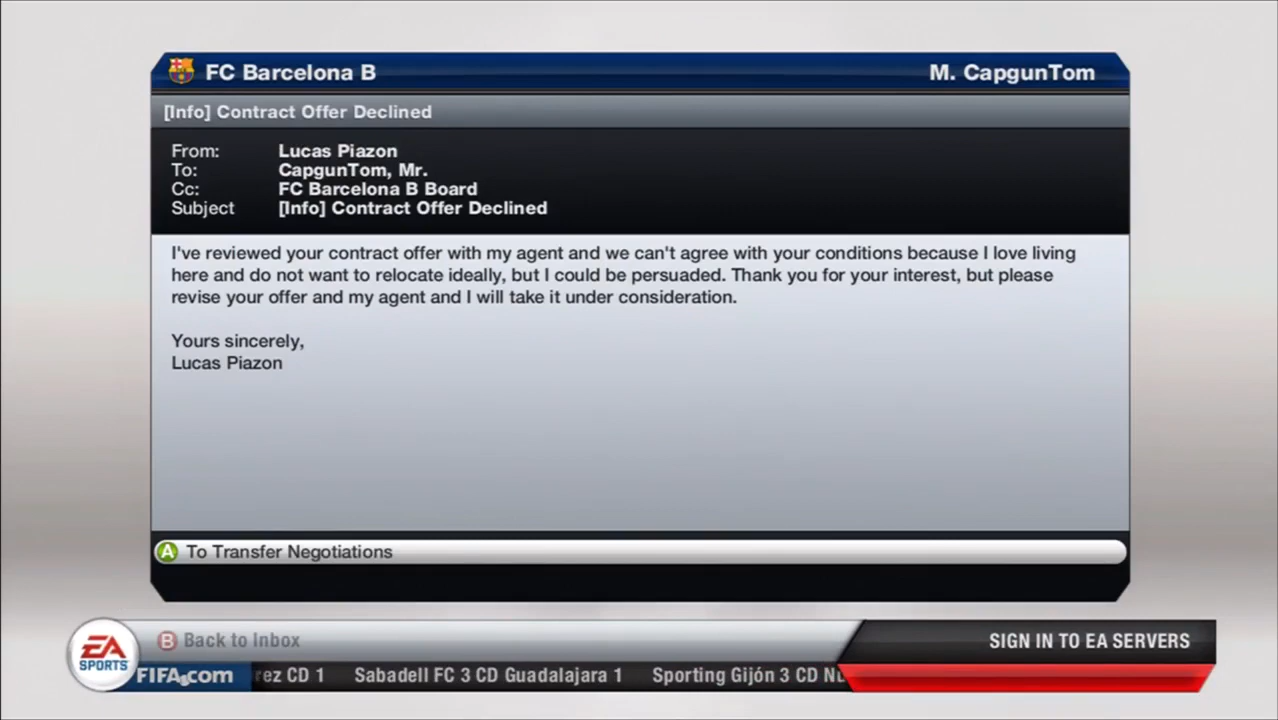 FC Barcelona B M. CapgunTom
[Info] Contract Offer Declined
From: Lucas Piazon
To: CapgunTom, Mr.
Cc: FC Barcelona B Board
Subject [Info] Contract Offer Declined
I've reviewed your contract offer with my agent and we can't agree with your conditions because I love living
here and do not want to relocate ideally, but I could be persuaded. Thank you for your interest, but please
revise your offer and my agent and I will take it under consideration.
Yours sincerely,
Lucas Piazon
A To Transfer Negotiations
B Back to Inbox
SIGN IN TO EA SERVERS
EA SPORTS
FIFA.com CD 1 Sabadell FC 3 CD Guadalajara 1 Sporting Gijón 3 CD